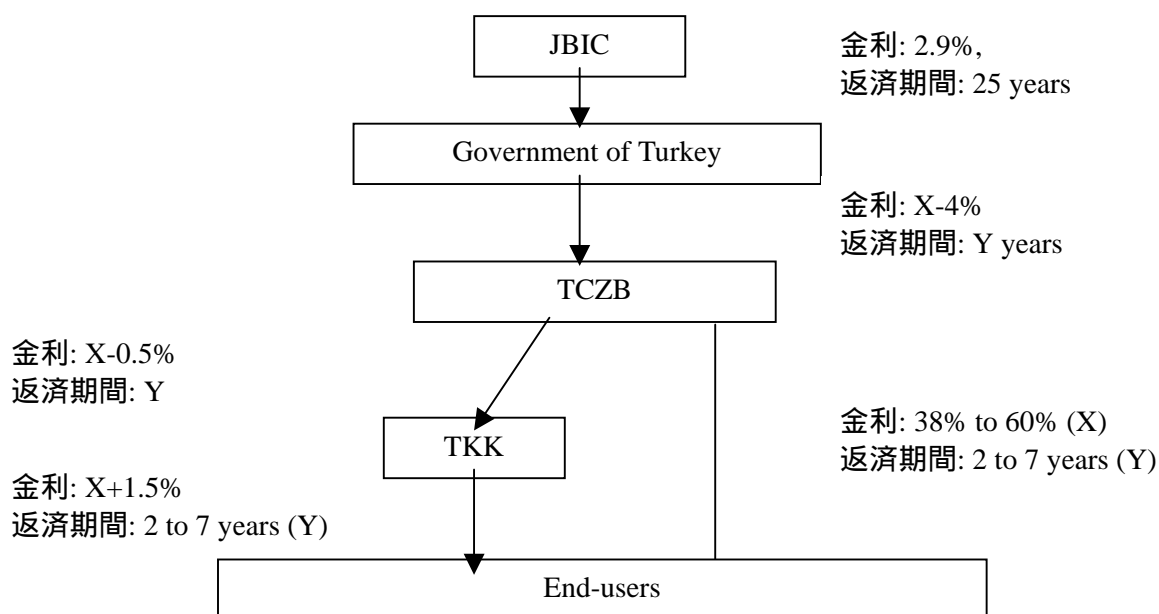 JBIC
金利: 2.9%,
返済期間: 25 years
Government of Turkey
金利: X-4%
返済期間: Y years
TCZB
金利: X-0.5%
返済期間: Y
TKK
金利: 38% to 60% (X)
返済期間: 2 to 7 years (Y)
金利: X+1.5%
返済期間: 2 to 7 years (Y)
End-users